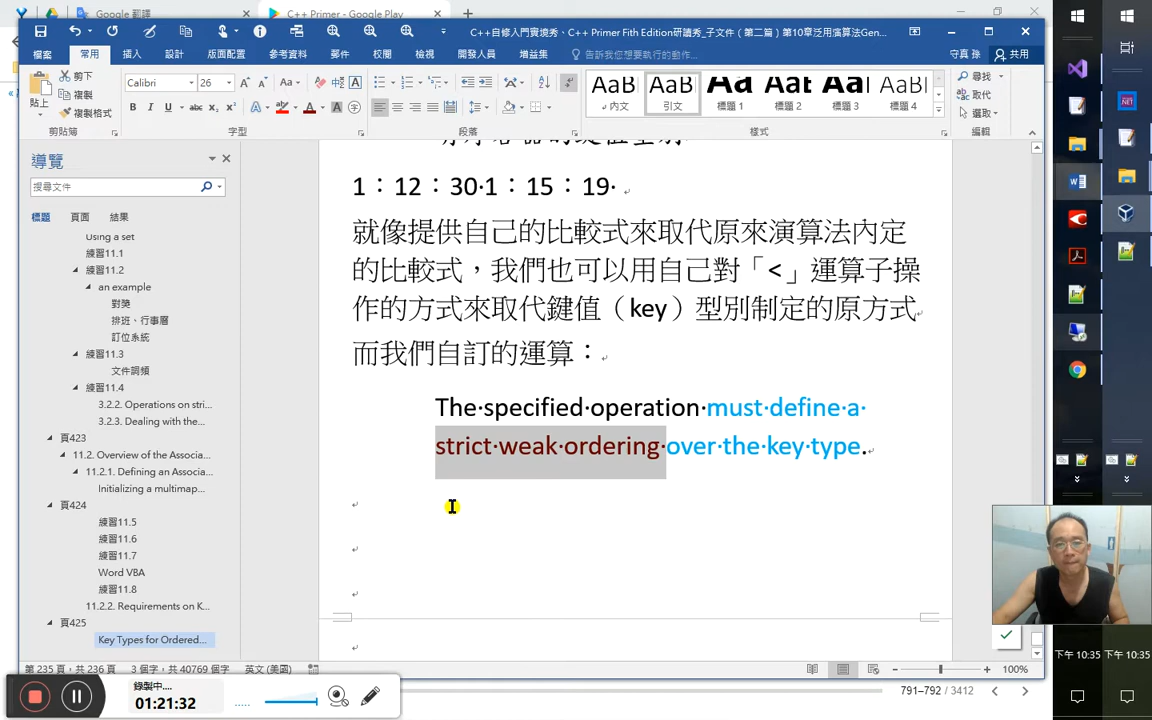 Google 翻譯
C++ Primer - Google Play
C++自修入門實境秀、C++ Primer Fith Edition研讀秀_子文件（第二篇）第10章泛用演算法Gen...
檔案
常用
插入
設計
版面配置
參考資料
郵件
校閱
檢視
開發人員
增益集
告訴我您想要執行的動作...
守真 孫
共用
貼上
剪下
複製
複製格式
剪貼簿
Calibri
26
字型
段落
AaB
內文
AaB
引文
AaB
標題 1
Aat
標題 2
AaB
標題 3
AaBl
標題 4
樣式
尋找
取代
選取
編輯
導覽
搜尋文件
標題
頁面
結果
Using a set
練習11.1
練習11.2
an example
對獎
排班、行事曆
訂位系統
練習11.3
文件詞頻
練習11.4
3.2.2. Operations on stri...
3.2.3. Dealing with the...
頁423
11.2. Overview of the Associa...
11.2.1. Defining an Associat...
Initializing a multimap...
頁424
練習11.5
練習11.6
練習11.7
Word VBA
練習11.8
11.2.2. Requirements on K...
頁425
Key Types for Ordered...
1：12：30·1：15：19·
就像提供自己的比較式來取代原來演算法內定
的比較式，我們也可以用自己對「<」運算子操
作的方式來取代鍵值（key）型別制定的原方式
而我們自訂的運算：
The·specified·operation·must·define·a·
strict·weak·ordering·over·the·key·type.
第 235 頁，共 236 頁
3 個字，共 40769 個字
英文 (美國)
100%
錄製中....
01:21:32
791–792 / 3412
下午 10:35
下午 10:35